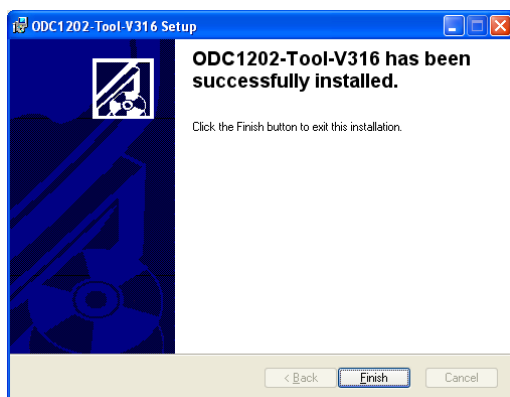 ODC1202-Tool-V316 Setup
ODC1202-Tool-V316 has been
successfully installed.
Click the Finish button to exit this installation.
< Back
Finish
Cancel